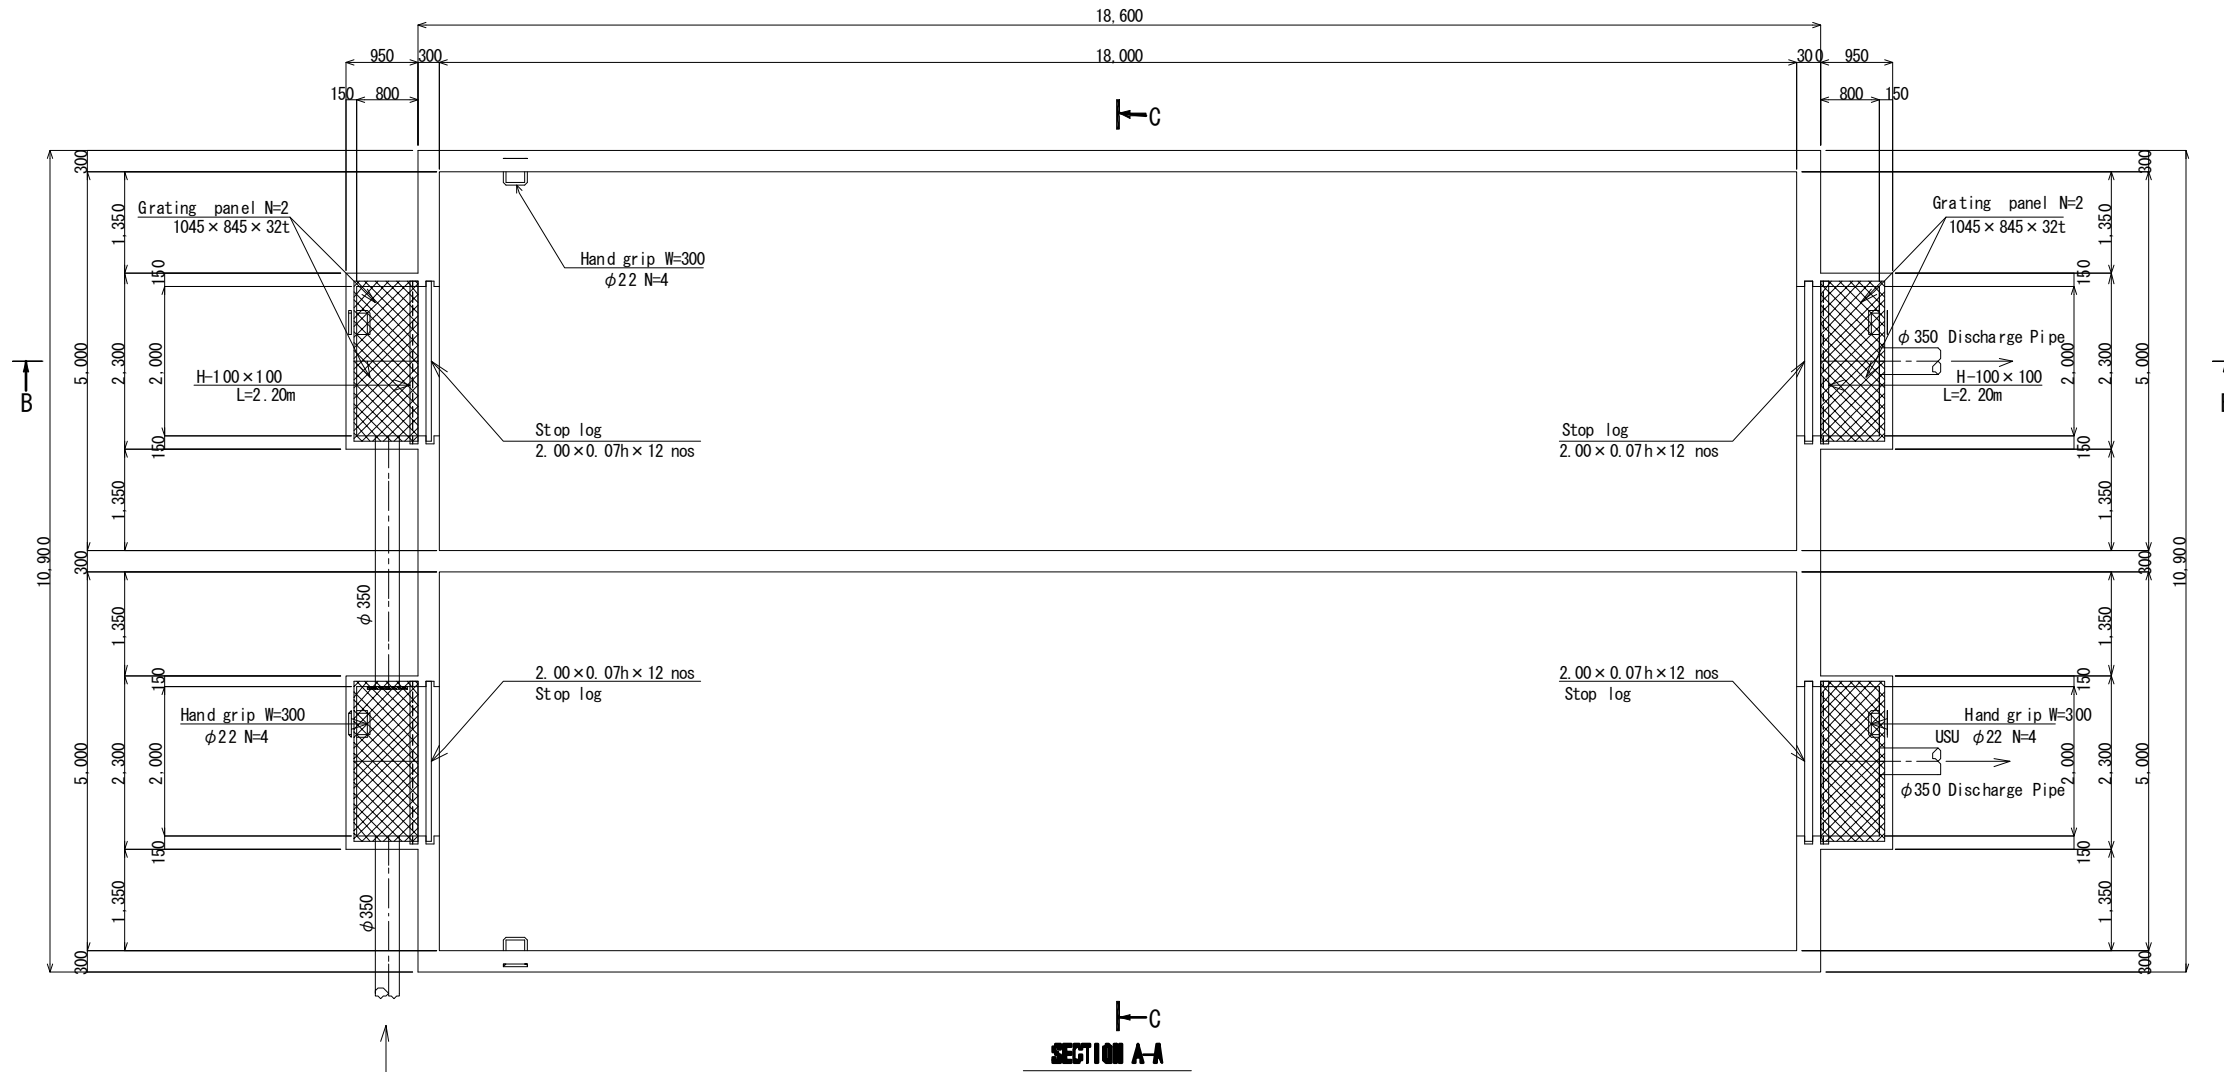 18,600
950
300
18,000
300
950
150
800
800
150
C
300
300
Grating panel N=2
1045×845×32t
Grating panel N=2
1045×845×32t
1,350
1,350
Hand grip W=300
φ22 N=4
150
150
φ350 Discharge Pipe
5,000
2,300
2,000
2,000
2,300
5,000
H-100×100
L=2.20m
H-100×100
L=2.20m
B
Stop log
2.00×0.07h×12 nos
Stop log
2.00×0.07h×12 nos
150
150
1,350
1,350
10,900
300
300
10,900
φ350
1,350
1,350
150
150
2.00×0.07h×12 nos
Stop log
2.00×0.07h×12 nos
Stop log
Hand grip W=300
φ22 N=4
Hand grip W=300
USU φ22 N=4
5,000
2,300
2,000
2,000
2,300
5,000
φ350 Discharge Pipe
150
150
φ350
1,350
1,350
300
300
C
SECTION A-A